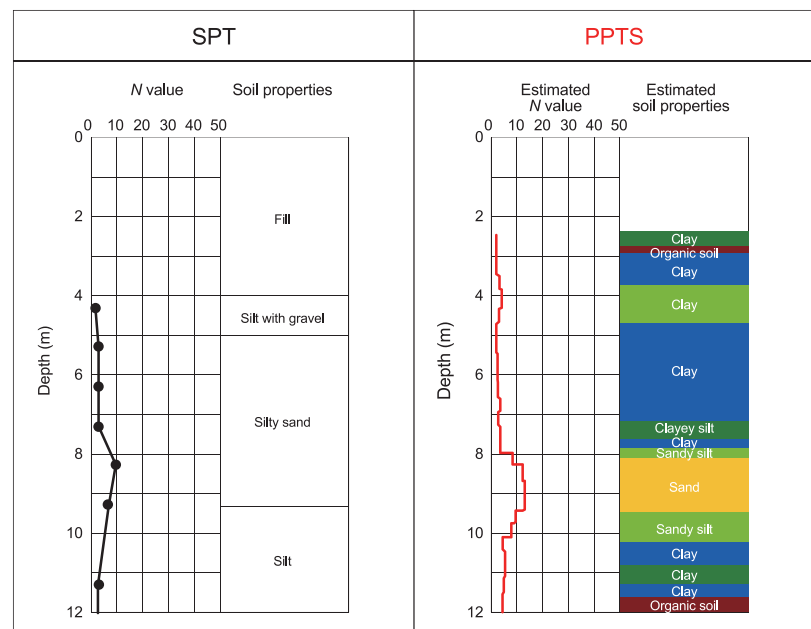 SPT
PPTS
N value
Soil properties
Estimated
N value
Estimated
soil properties
0 10 20 30 40 50
0 10 20 30 40 50
Depth (m)
0
2
4
6
8
10
12
Fill
Silt with gravel
Silty sand
Silt
Depth (m)
0
2
4
6
8
10
12
Clay
Organic soil
Clay
Clay
Clay
Clayey silt
Clay
Sandy silt
Sand
Sandy silt
Clay
Clay
Clay
Organic soil